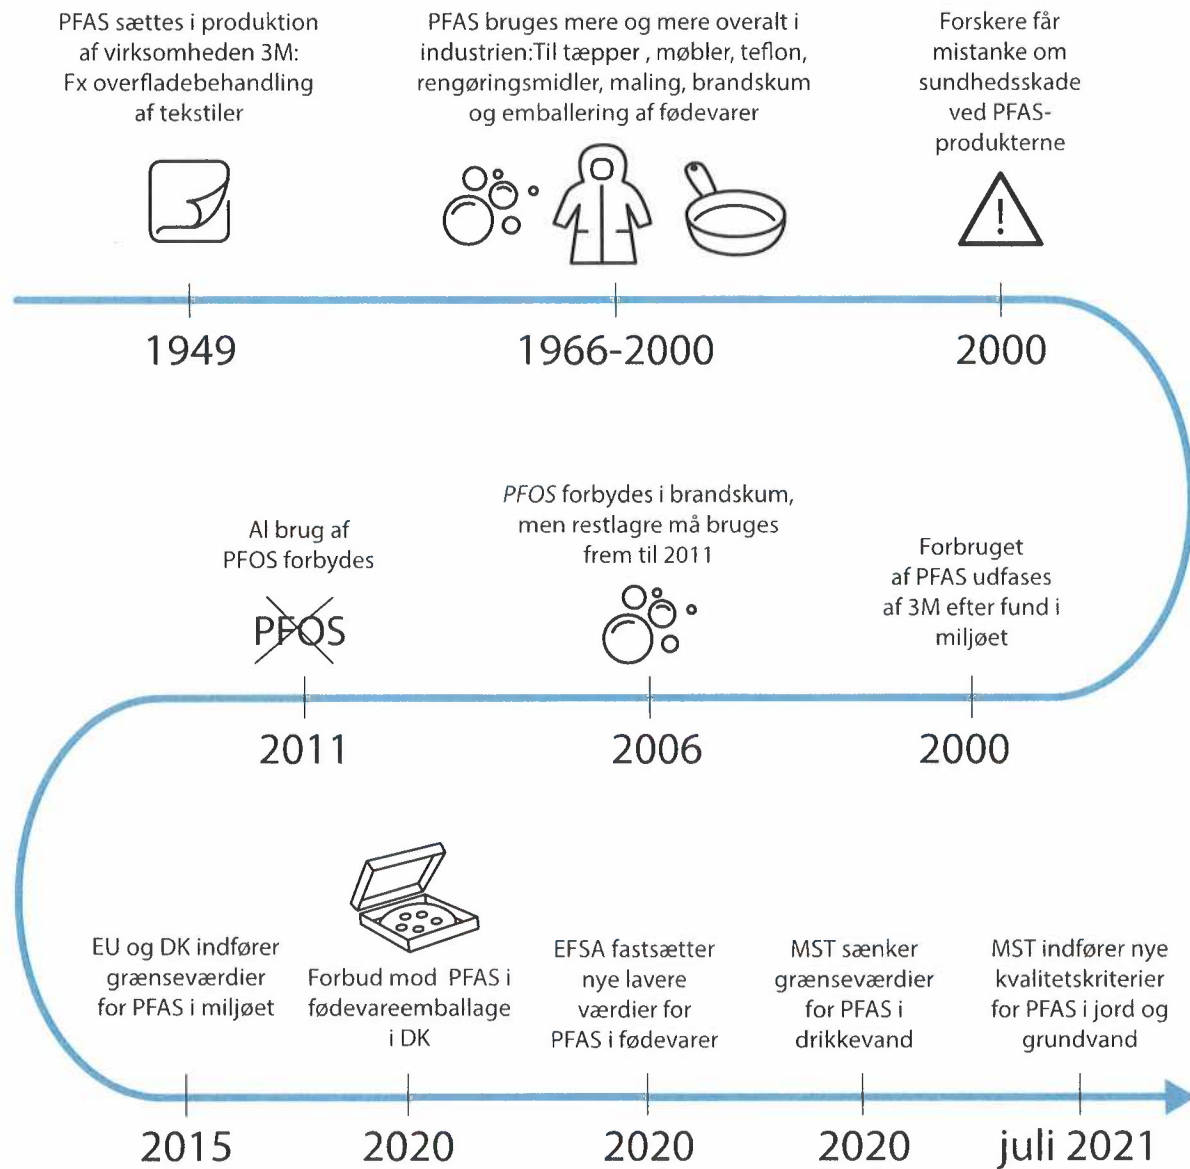 PFAS sættes i produktion
af virksomheden 3M:
Fx overfladebehandling
af tekstiler
1949
PFAS bruges mere og mere overalt i
industrien:Til tæpper , møbler, teflon,
rengøringsmidler, maling, brandskum
og emballering af fødevarer
1966-2000
Forskere får
mistanke om
sundhedsskade
ved PFAS-
produkterne
!
2000
Forbruget
af PFAS udfases
af 3M efter fund i
miljøet
2000
PFOS forbydes i brandskum,
men restlagre må bruges
frem til 2011
2006
Al brug af
PFOS forbydes
PFOS
2011
EU og DK indfører
grænseværdier
for PFAS i miljøet
2015
Forbud mod PFAS i
fødevareemballage
i DK
2020
EFSA fastsætter
nye lavere
værdier for
PFAS i fødevarer
2020
MST sænker
grænseværdier
for PFAS i
drikkevand
2020
MST indfører nye
kvalitetskriterier
for PFAS i jord og
grundvand
juli 2021